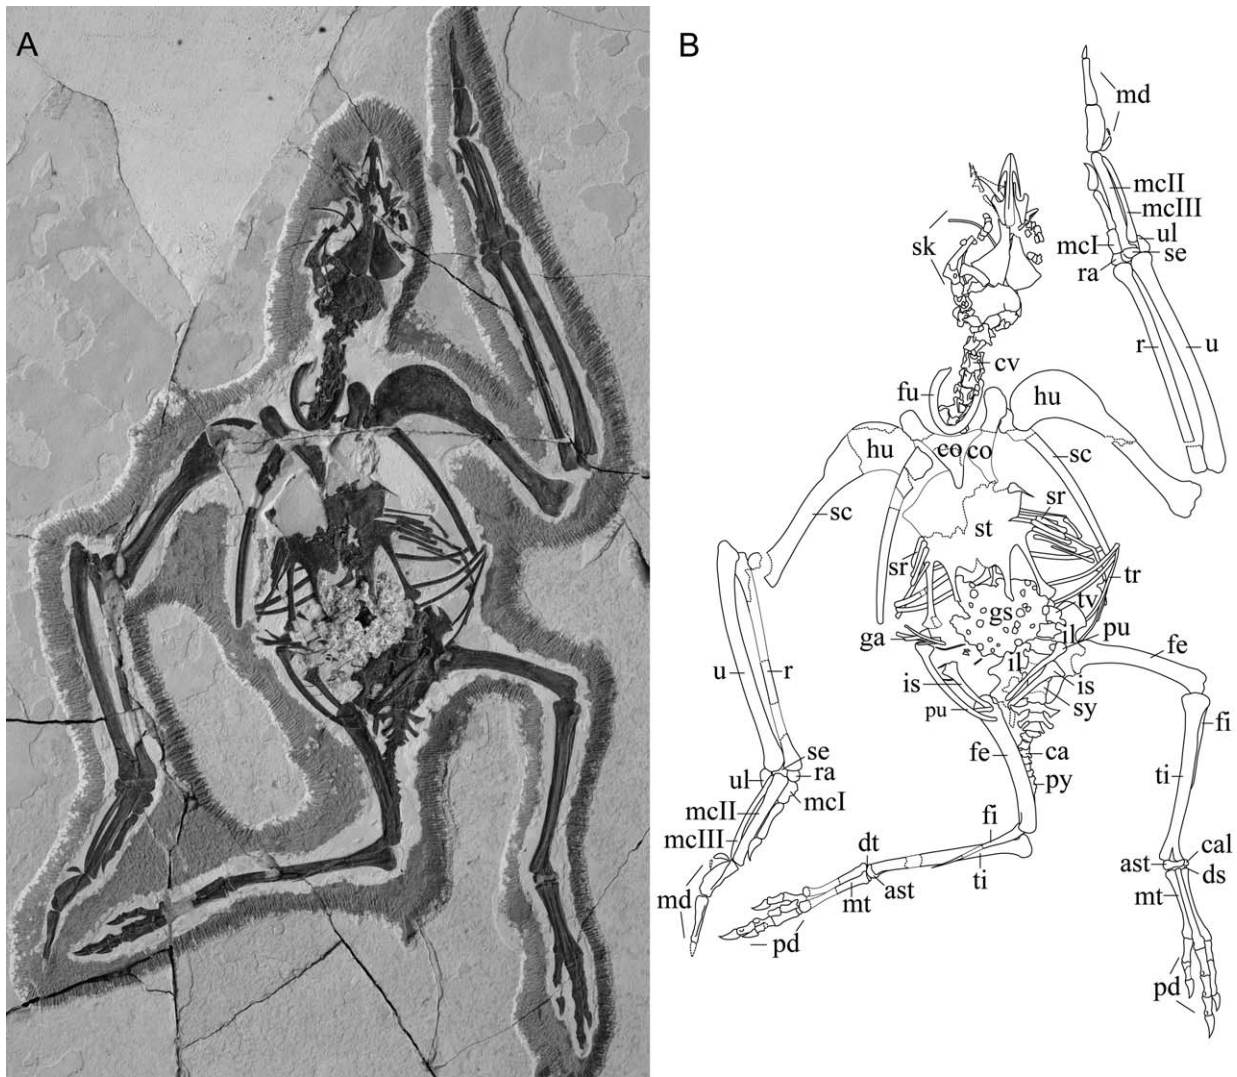 A
B
md
mcII
mcIII
ul
mcI
se
ra
sk
r
u
cv
fu
hu
hu
co
co
sc
sc
sr
st
sr
tr
tv
gs
ga
il
pu
il
fe
u
r
is
is
pu
sy
fi
fe
ca
se
ul
ra
py
ti
mcII
mcI
mcIII
fi
dt
cal
ast
ds
ast
ti
mt
md
mt
pd
pd